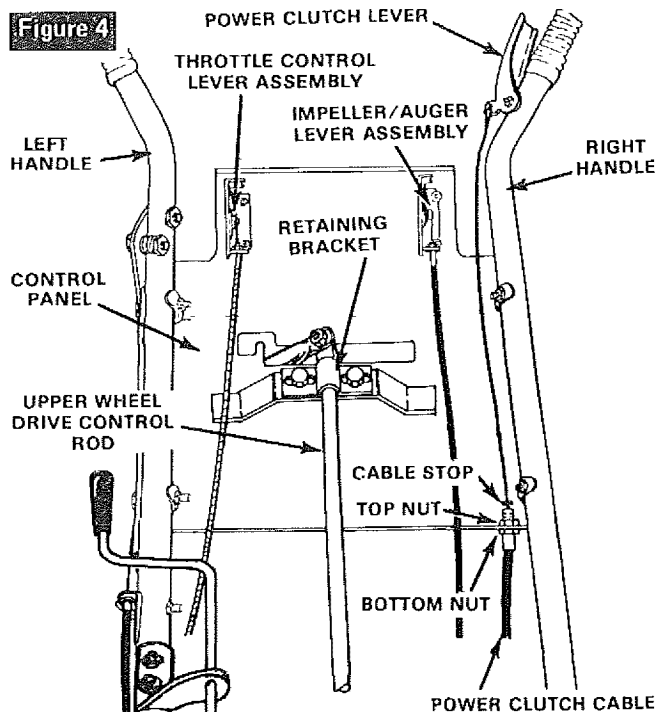 Figure 4
POWER CLUTCH LEVER
THROTTLE CONTROL
LEVER ASSEMBLY
IMPELLER/AUGER
LEVER ASSEMBLY
LEFT
HANDLE
RIGHT
HANDLE
RETAINING
BRACKET
CONTROL
PANEL
UPPER WHEEL
DRIVE CONTROL
ROD
CABLE STOP
TOP NUT
BOTTOM NUT
POWER CLUTCH CABLE